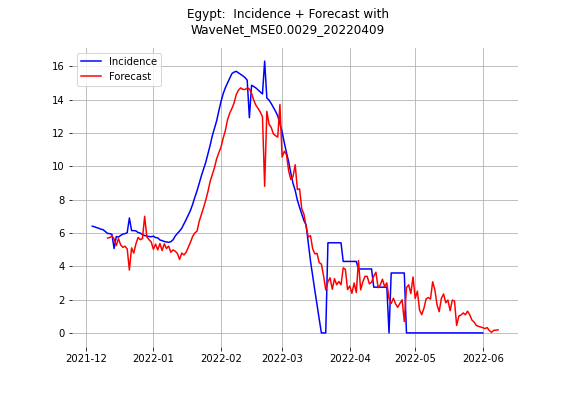 Egypt:  Incidence + Forecast with
WaveNet_MSE0.0029_20220409
Incidence
Forecast
16
14
12
10
8
6
4
2
0
2021-12 2022-01 2022-02 2022-03 2022-04 2022-05 2022-06